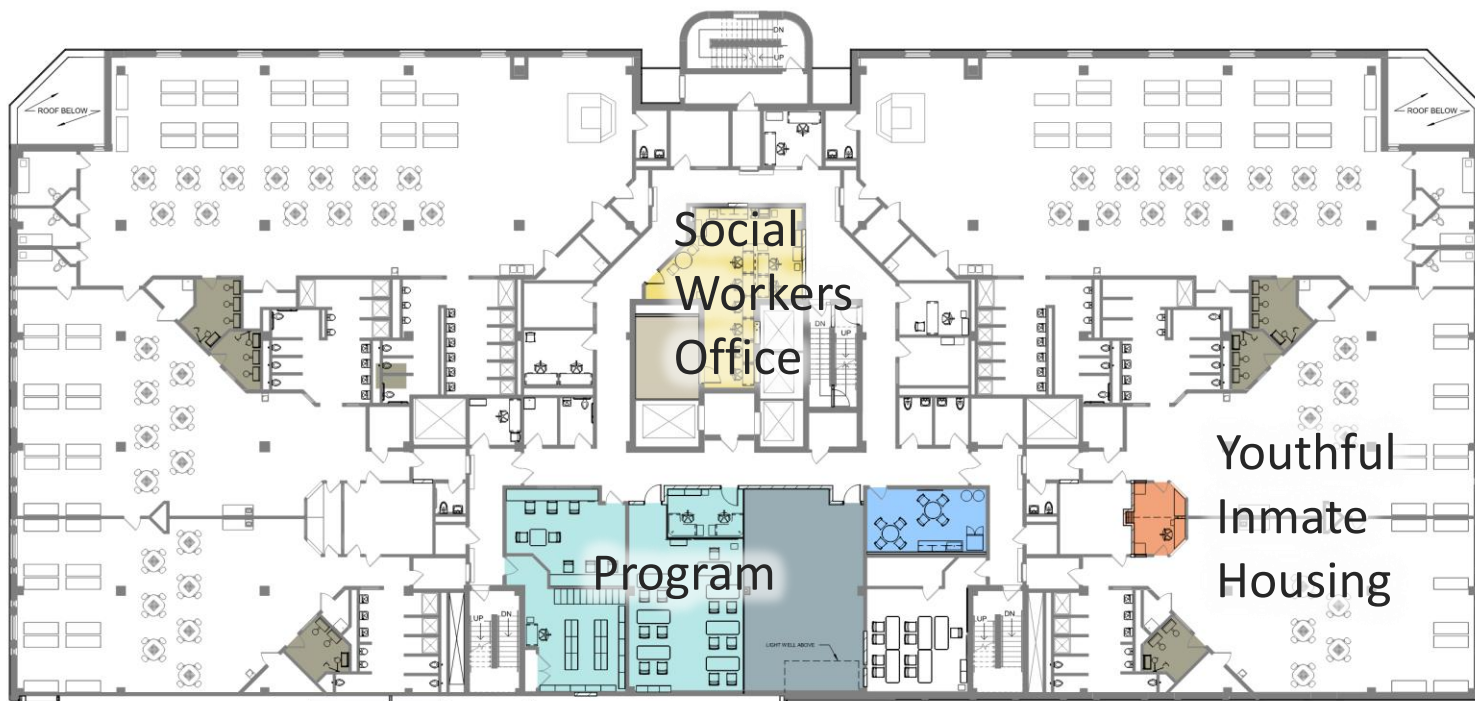 DN
UP
ROOF BELOW
ROOF BELOW
Social
Workers
Office
DN
UP
Youthful
Inmate
Housing
Program
UP
DN
LIGHT WELL ABOVE
UP
DN